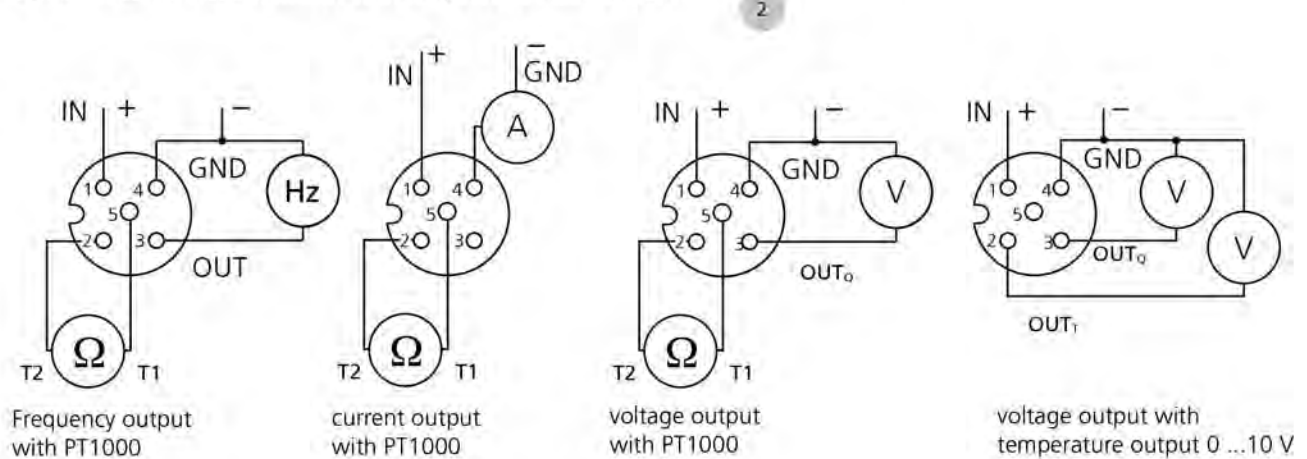 2
IN + −
GND
1 4
5
2 3
Hz
OUT
T2 Ω T1
Frequency output
with PT1000
IN + −
GND
A
1 4
5
2 3
T2 Ω T1
current output
with PT1000
IN + −
GND
1 4
5
2 3
V
OUTQ
T2 Ω T1
voltage output
with PT1000
IN + −
GND
1 4
5
2 3
V
V
OUTQ
OUTT
voltage output with
temperature output 0 ...10 V